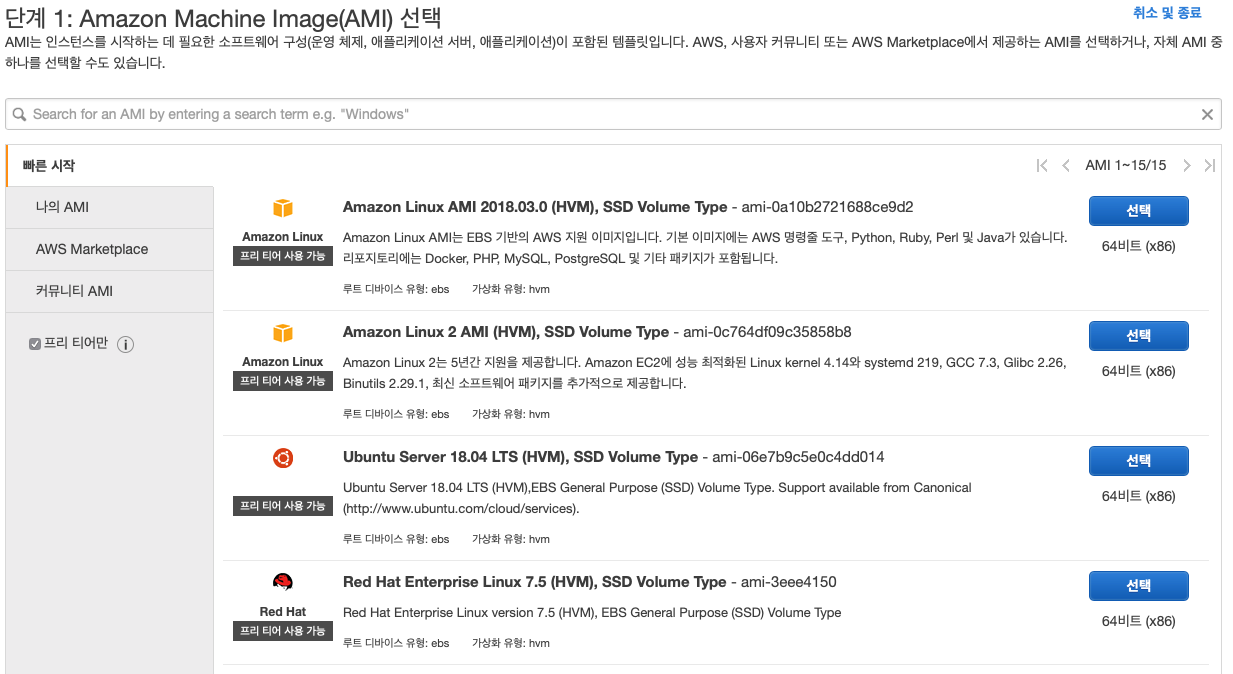 단계 1: Amazon Machine Image(AMI) 선택
취소 및 종료
AMI는 인스턴스를 시작하는 데 필요한 소프트웨어 구성(운영 체제, 애플리케이션 서버, 애플리케이션)이 포함된 템플릿입니다. AWS, 사용자 커뮤니티 또는 AWS Marketplace에서 제공하는 AMI를 선택하거나, 자체 AMI 중
하나를 선택할 수도 있습니다.
Search for an AMI by entering a search term e.g. "Windows"
빠른 시작
나의 AMI
AWS Marketplace
커뮤니티 AMI
프리 티어만
AMI 1~15/15
Amazon Linux
프리 티어 사용 가능
Amazon Linux AMI 2018.03.0 (HVM), SSD Volume Type - ami-0a10b2721688ce9d2
Amazon Linux AMI는 EBS 기반의 AWS 지원 이미지입니다. 기본 이미지에는 AWS 명령줄 도구, Python, Ruby, Perl 및 Java가 있습니다.
리포지토리에는 Docker, PHP, MySQL, PostgreSQL 및 기타 패키지가 포함됩니다.
루트 디바이스 유형: ebs 가상화 유형: hvm
선택
64비트 (x86)
Amazon Linux
프리 티어 사용 가능
Amazon Linux 2 AMI (HVM), SSD Volume Type - ami-0c764df09c35858b8
Amazon Linux 2는 5년간 지원을 제공합니다. Amazon EC2에 성능 최적화된 Linux kernel 4.14와 systemd 219, GCC 7.3, Glibc 2.26,
Binutils 2.29.1, 최신 소프트웨어 패키지를 추가적으로 제공합니다.
루트 디바이스 유형: ebs 가상화 유형: hvm
선택
64비트 (x86)
프리 티어 사용 가능
Ubuntu Server 18.04 LTS (HVM), SSD Volume Type - ami-06e7b9c5e0c4dd014
Ubuntu Server 18.04 LTS (HVM),EBS General Purpose (SSD) Volume Type. Support available from Canonical
(http://www.ubuntu.com/cloud/services).
루트 디바이스 유형: ebs 가상화 유형: hvm
선택
64비트 (x86)
Red Hat
프리 티어 사용 가능
Red Hat Enterprise Linux 7.5 (HVM), SSD Volume Type - ami-3eee4150
Red Hat Enterprise Linux version 7.5 (HVM), EBS General Purpose (SSD) Volume Type
루트 디바이스 유형: ebs 가상화 유형: hvm
선택
64비트 (x86)